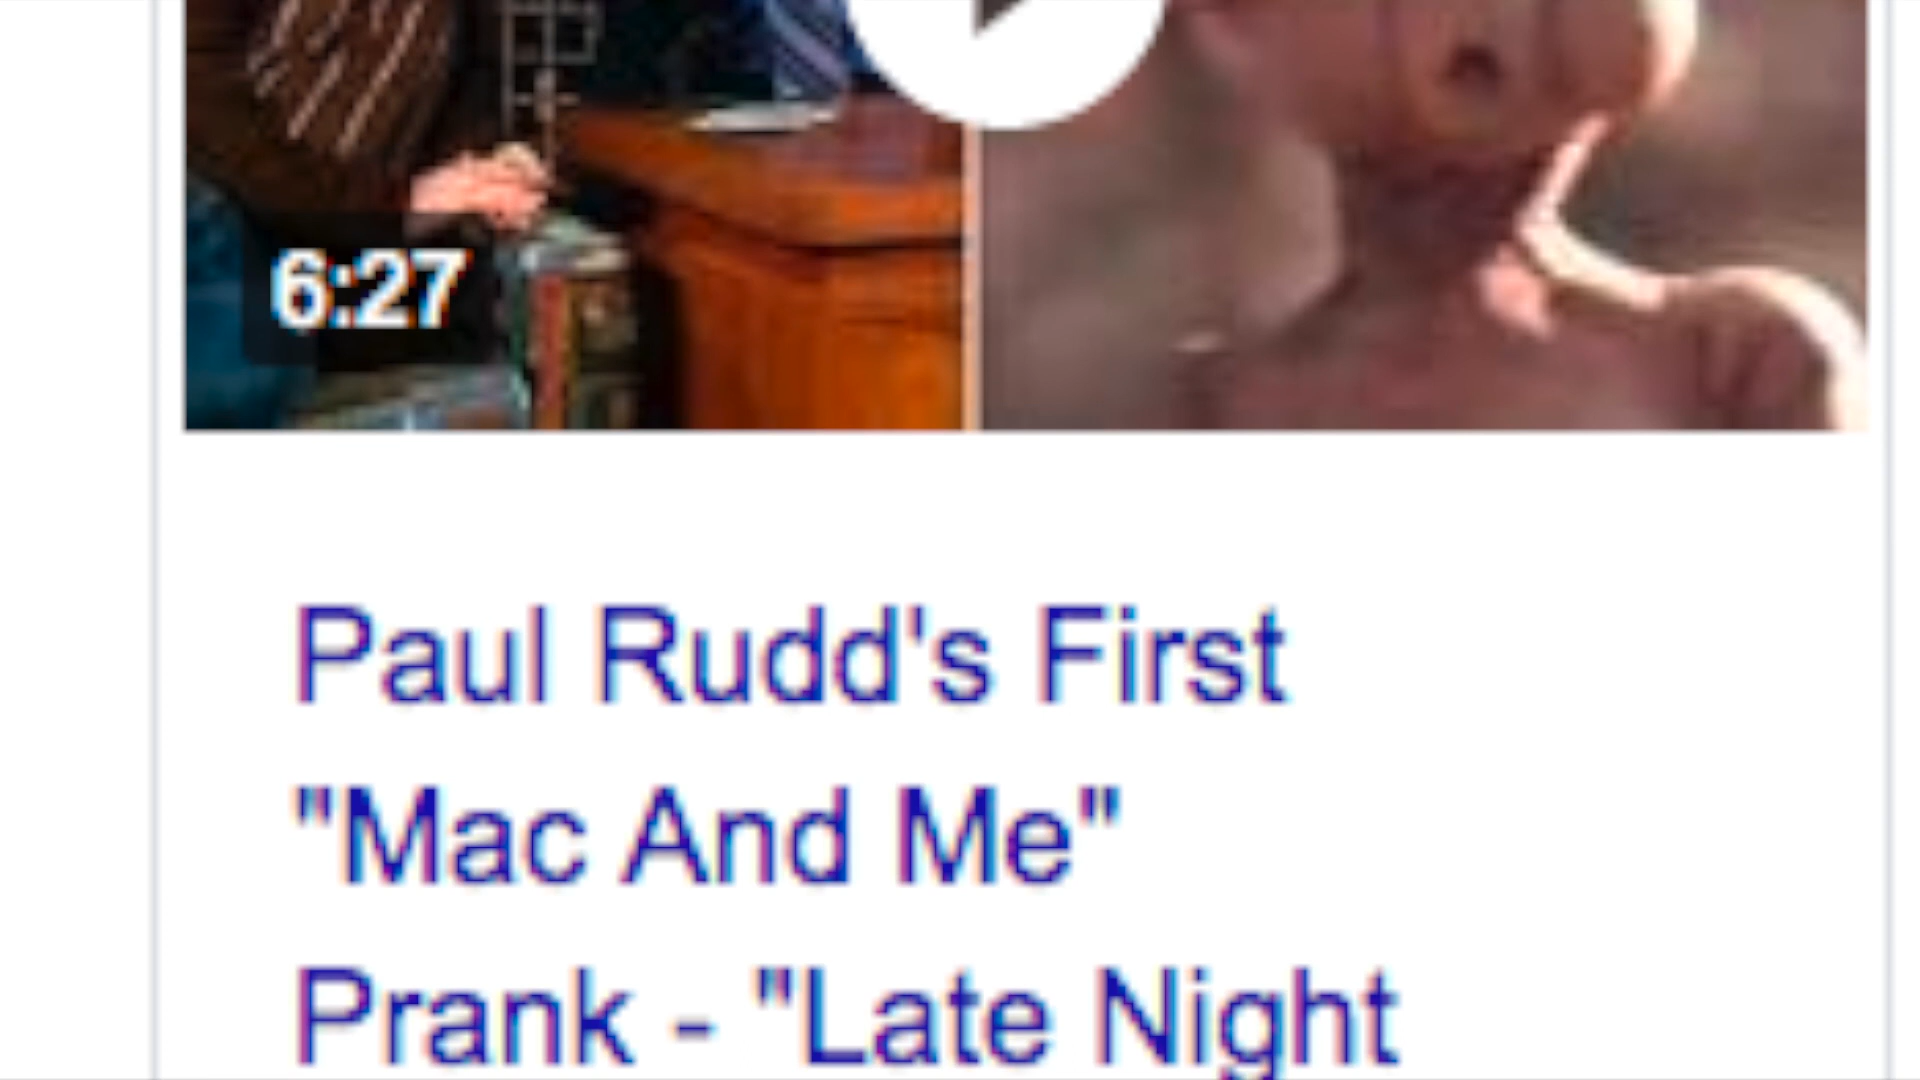 6:27
Paul Rudd's First
"Mac And Me"
Prank - "Late Night